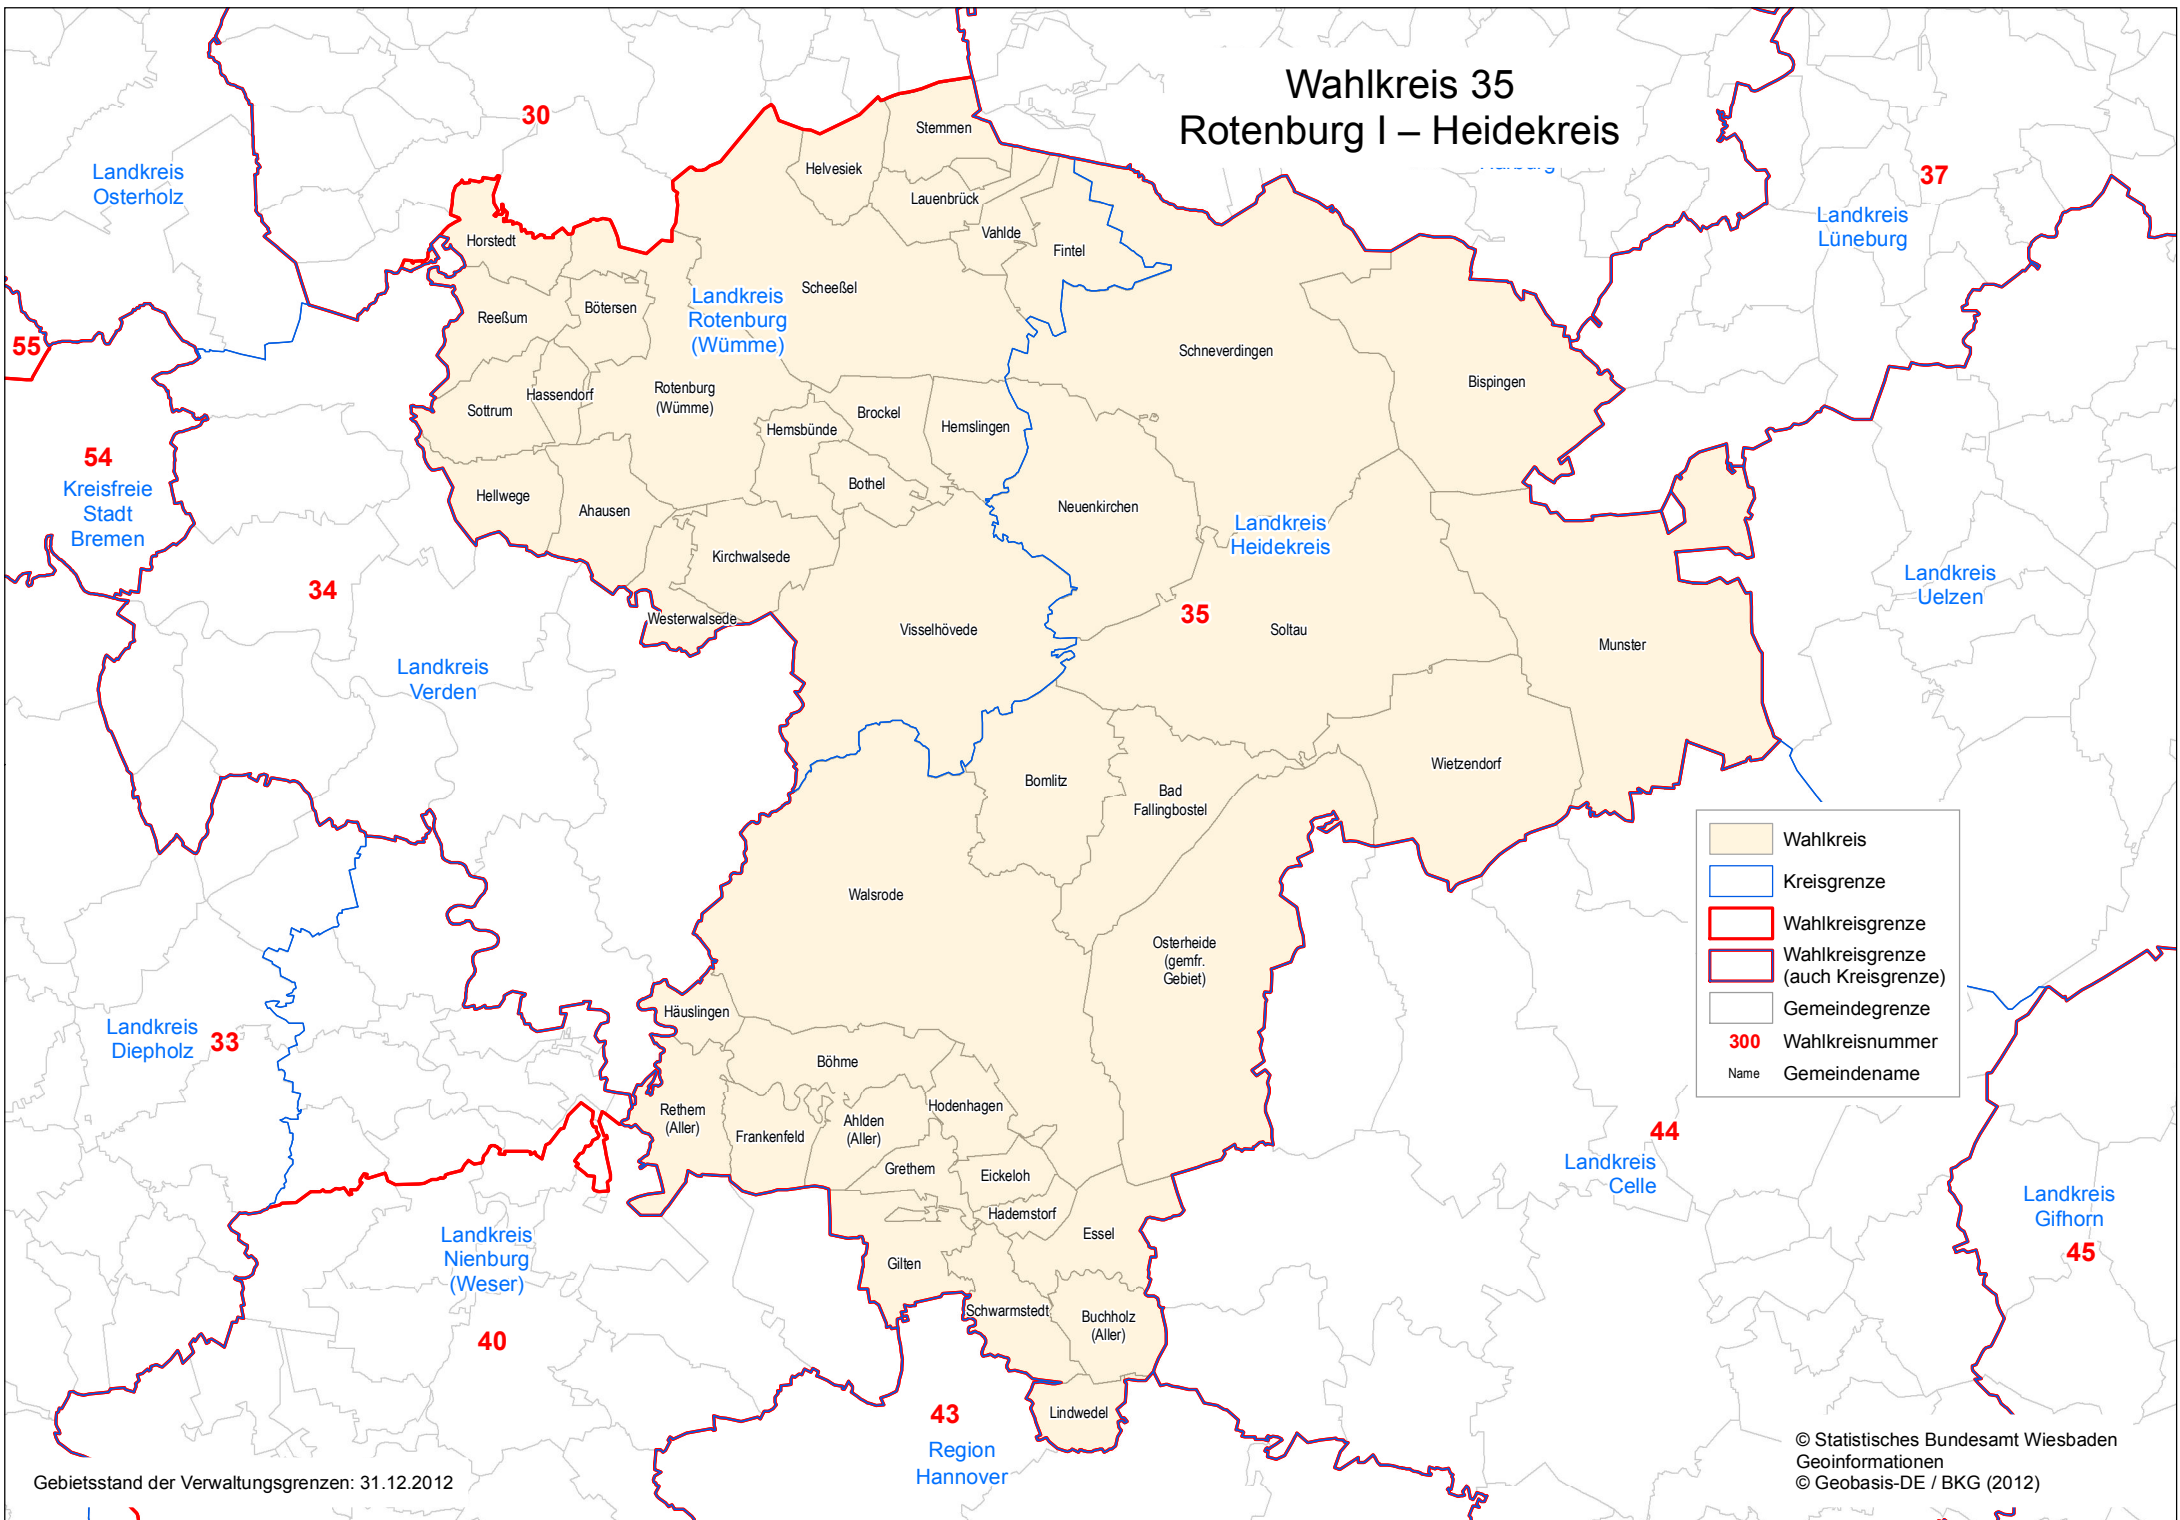 Wahlkreis 35
Rotenburg I – Heidekreis
30
Landkreis
Osterholz
37
Landkreis
Lüneburg
Stemmen
Helvesiek
Lauenbrück
Vahlde
Fintel
Horstedt
Scheeßel
Reeßum
Bötersen
Landkreis
Rotenburg
(Wümme)
55
Schneverdingen
Bispingen
Sottrum
Hassendorf
Rotenburg
(Wümme)
Hemsbünde
Brockel
Hemslingen
54
Kreisfreie
Stadt
Bremen
Hellwege
Ahausen
Bothel
Neuenkirchen
Landkreis
Heidekreis
Kirchwalsede
34
Westerwalsede
Visselhövede
35
Soltau
Munster
Landkreis
Uelzen
Landkreis
Verden
Bomlitz
Bad
Fallingbostel
Wietzendorf
Walsrode
Osterheide
(gemfr.
Gebiet)
Wahlkreis
Kreisgrenze
Wahlkreisgrenze
Wahlkreisgrenze
(auch Kreisgrenze)
Gemeindegrenze
300 Wahlkreisnummer
Name Gemeindename
Landkreis
Diepholz
33
Häuslingen
Böhme
Rethem
(Aller)
Frankenfeld
Ahlden
(Aller)
Hodenhagen
Grethem
Eickeloh
Hademstorf
Essel
Gilten
Schwarmstedt
Buchholz
(Aller)
Lindwedel
44
Landkreis
Celle
Landkreis
Gifhorn
45
Landkreis
Nienburg
(Weser)
40
43
Region
Hannover
Gebietsstand der Verwaltungsgrenzen: 31.12.2012
© Statistisches Bundesamt Wiesbaden
Geoinformationen
© Geobasis-DE / BKG (2012)